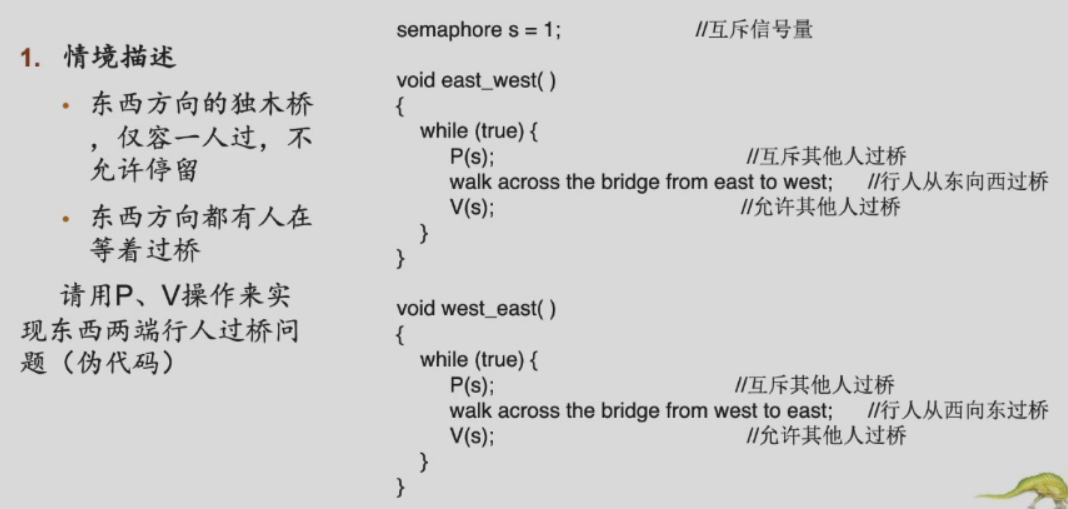 1. 情境描述
• 东西方向的独木桥
，仅容一人过，不
允许停留
• 东西方向都有人在
等着过桥
请用P、V操作来实
现东西两端行人过桥问
题（伪代码）
semaphore s = 1; //互斥信号量
void east_west( )
{
while (true) {
P(s); //互斥其他人过桥
walk across the bridge from east to west; //行人从东向西过桥
V(s); //允许其他人过桥
}
}
void west_east( )
{
while (true) {
P(s); //互斥其他人过桥
walk across the bridge from west to east; //行人从西向东过桥
V(s); //允许其他人过桥
}
}